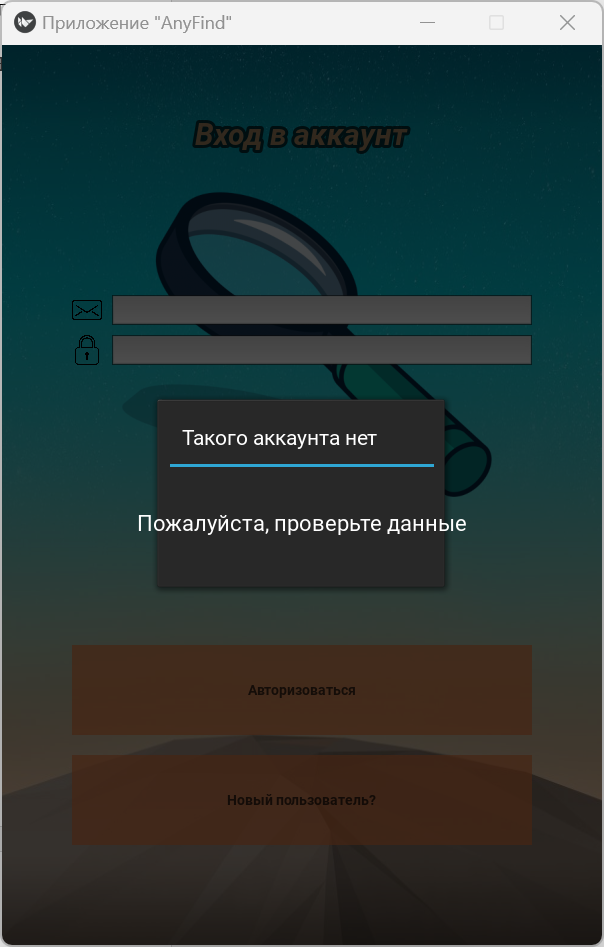 Приложение "AnyFind"
Вход в аккаунт
Такого аккаунта нет
Пожалуйста, проверьте данные
Авторизоваться
Новый пользователь?